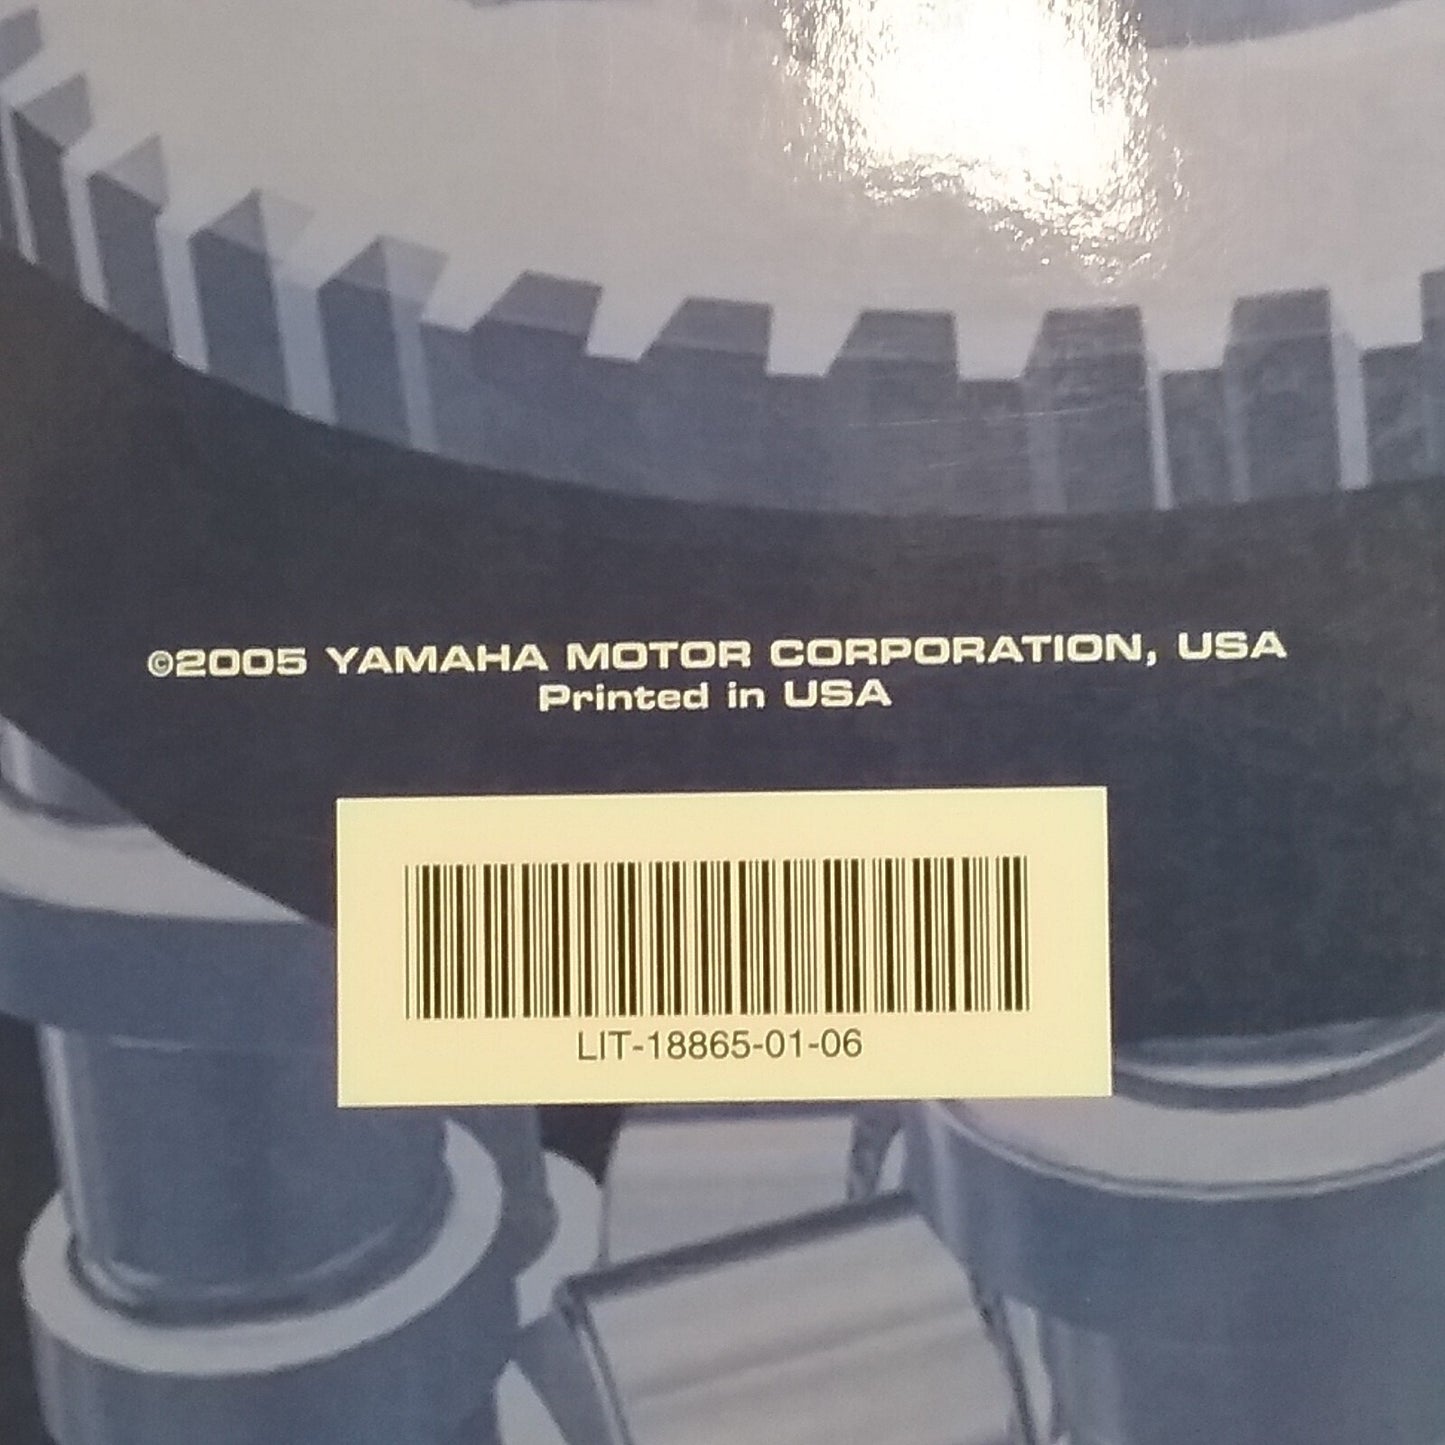 ©2005 YAMAHA MOTOR CORPORATION, USA
Printed in USA
LIT-18865-01-06